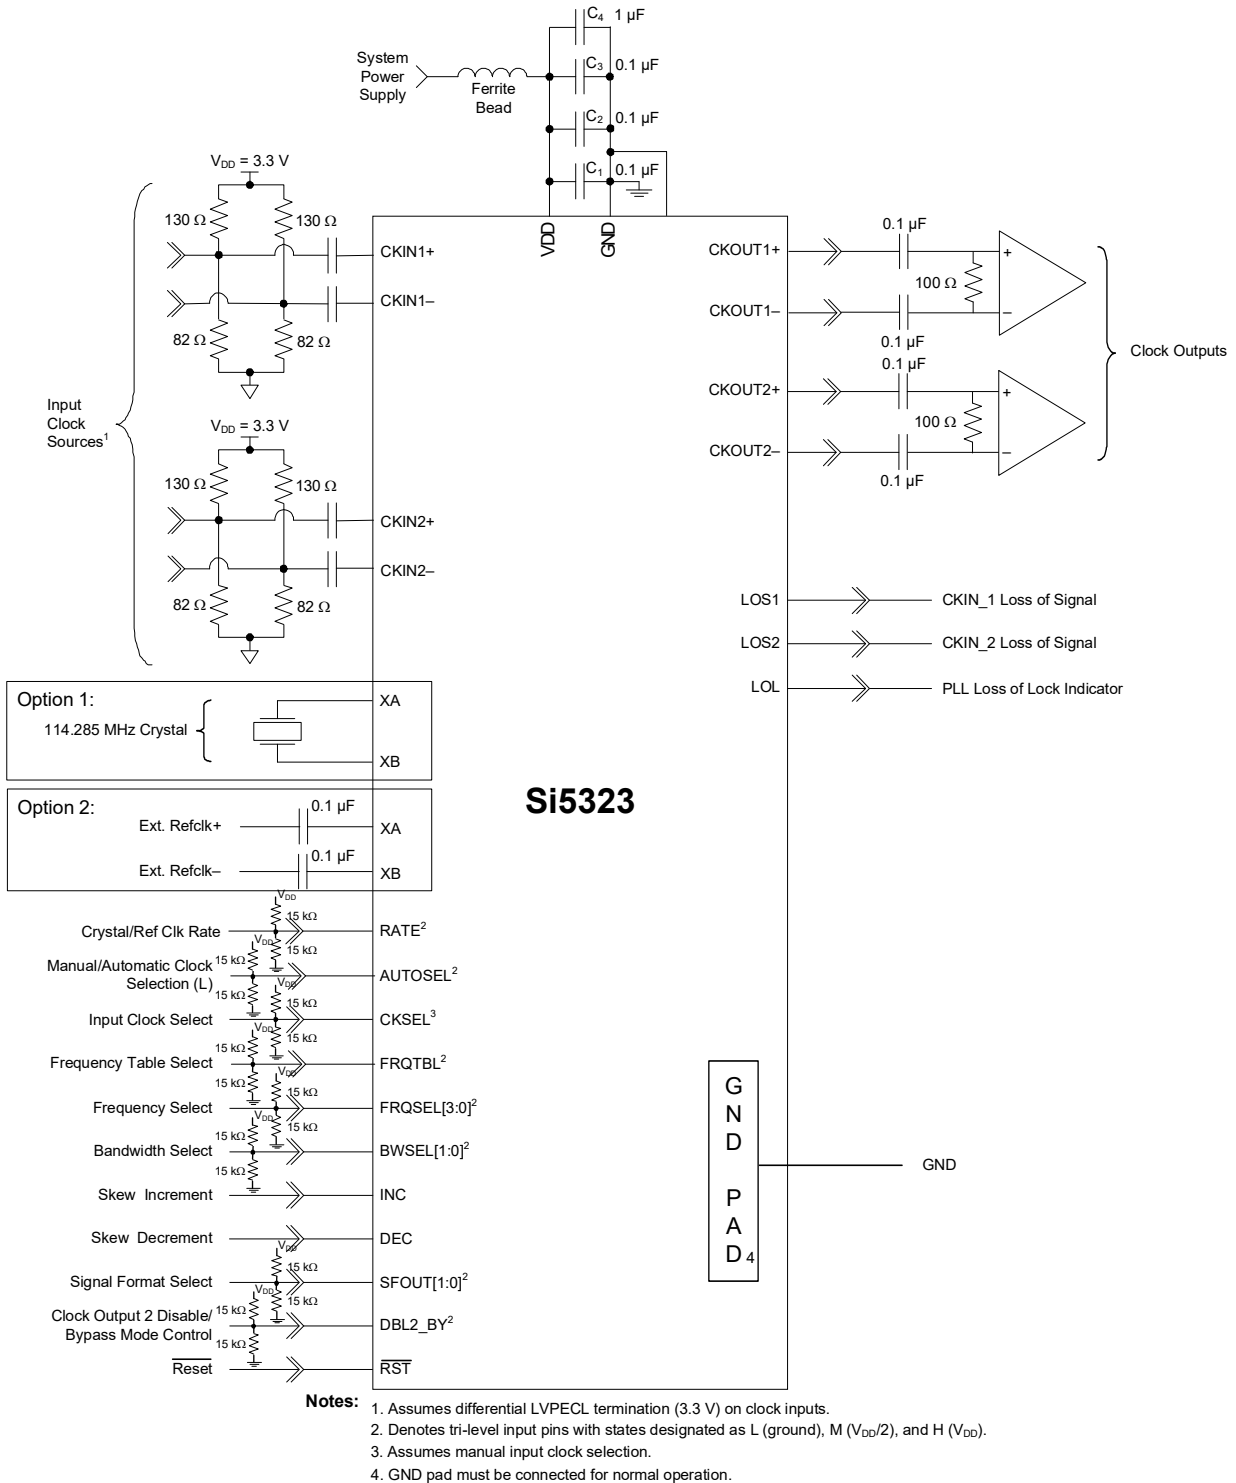 C4 1 µF
System
Power
Supply
Ferrite
Bead
C3 0.1 µF
C2 0.1 µF
C1 0.1 µF
VDD
GND
VDD = 3.3 V
130 Ω
130 Ω
82 Ω
82 Ω
CKIN1+
CKIN1–
Input
Clock
Sources1
VDD = 3.3 V
130 Ω
130 Ω
82 Ω
82 Ω
CKIN2+
CKIN2–
CKOUT1+
0.1 µF
+
100 Ω
CKOUT1–
–
0.1 µF
Clock Outputs
0.1 µF
CKOUT2+
+
100 Ω
CKOUT2–
–
0.1 µF
LOS1 CKIN_1 Loss of Signal
LOS2 CKIN_2 Loss of Signal
LOL PLL Loss of Lock Indicator
Option 1:
114.285 MHz Crystal
XA
XB
Si5323
Option 2:
0.1 µF
Ext. Refclk+
XA
0.1 µF
Ext. Refclk–
XB
VDD
15 kΩ
Crystal/Ref Clk Rate
RATE2
15 kΩ
VDD
15 kΩ
Manual/Automatic Clock
Selection (L)
AUTOSEL2
15 kΩ
VDD
15 kΩ
Input Clock Select
CKSEL3
15 kΩ
VDD
15 kΩ
Frequency Table Select
FRQTBL2
15 kΩ
VDD
15 kΩ
Frequency Select
FRQSEL[3:0]2
15 kΩ
VDD
15 kΩ
Bandwidth Select
BWSEL[1:0]2
15 kΩ
Skew Increment
INC
Skew Decrement
DEC
VDD
15 kΩ
Signal Format Select
SFOUT[1:0]2
15 kΩ
VDD
15 kΩ
Clock Output 2 Disable/
Bypass Mode Control
DBL2_BY2
15 kΩ
Reset
RST
GND PAD4
GND
Notes:
1. Assumes differential LVPECL termination (3.3 V) on clock inputs.
2. Denotes tri-level input pins with states designated as L (ground), M (VDD/2), and H (VDD).
3. Assumes manual input clock selection.
4. GND pad must be connected for normal operation.